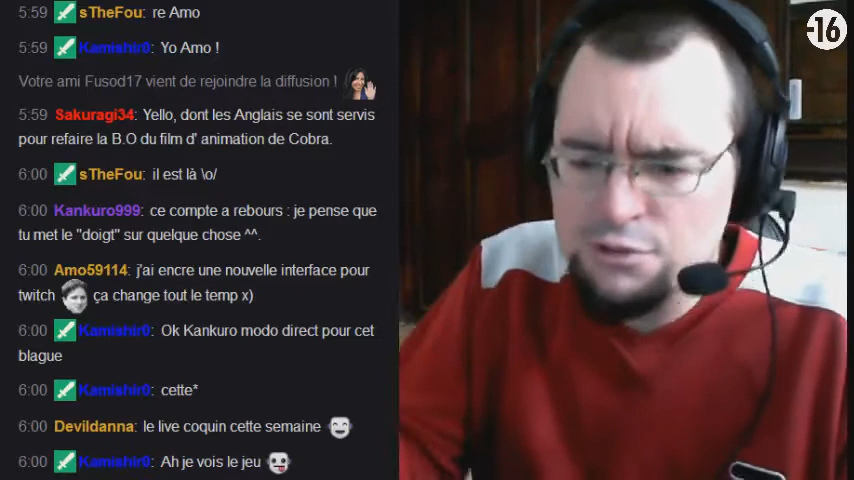 5:59 sTheFou: re Amo
5:59 Kamishir0: Yo Amo !
Votre ami Fusod17 vient de rejoindre la diffusion !
5:59 Sakuragi34: Yello, dont les Anglais se sont servis
pour refaire la B.O du film d' animation de Cobra.
6:00 sTheFou: il est là \o/
6:00 Kankuro999: ce compte a rebours : je pense que
tu met le "doigt" sur quelque chose ^^.
6:00 Amo59114: j'ai encre une nouvelle interface pour
twitch ça change tout le temp x)
6:00 Kamishir0: Ok Kankuro modo direct pour cet
blague
6:00 Kamishir0: cette*
6:00 Devildanna: le live coquin cette semaine
6:00 Kamishir0: Ah je vois le jeu
-16